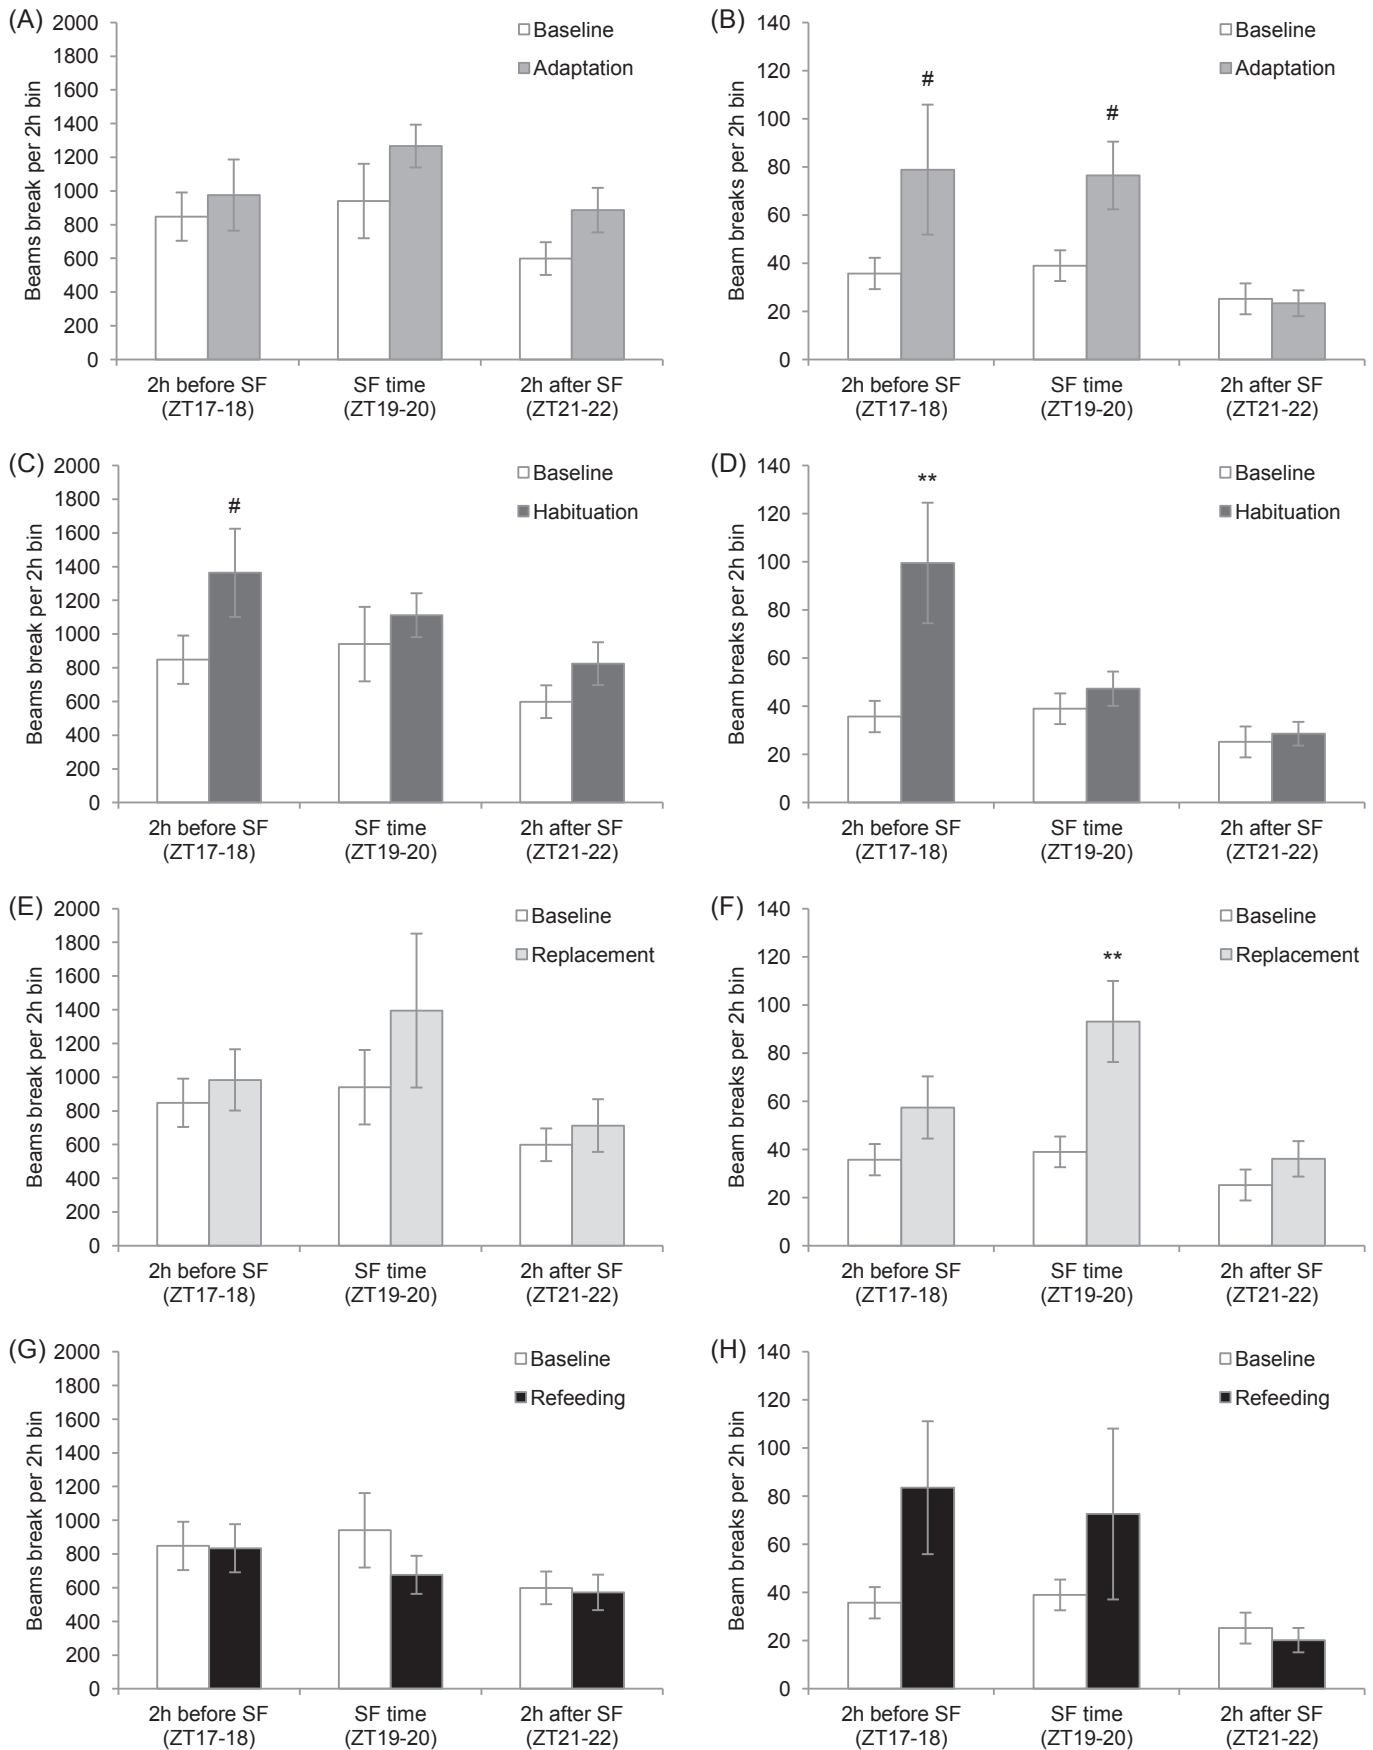 (A)
Beams break per 2h bin
2000
1800
1600
1400
1200
1000
800
600
400
200
0
Baseline
Adaptation
2h before SF
(ZT17-18)
SF time
(ZT19-20)
2h after SF
(ZT21-22)
(B)
Beam breaks per 2h bin
140
120
100
80
60
40
20
0
Baseline
Adaptation
#
#
2h before SF
(ZT17-18)
SF time
(ZT19-20)
2h after SF
(ZT21-22)
(C)
Beams break per 2h bin
2000
1800
1600
1400
1200
1000
800
600
400
200
0
Baseline
Habituation
#
2h before SF
(ZT17-18)
SF time
(ZT19-20)
2h after SF
(ZT21-22)
(D)
Beam breaks per 2h bin
140
120
100
80
60
40
20
0
Baseline
Habituation
**
2h before SF
(ZT17-18)
SF time
(ZT19-20)
2h after SF
(ZT21-22)
(E)
Beams break per 2h bin
2000
1800
1600
1400
1200
1000
800
600
400
200
0
Baseline
Replacement
2h before SF
(ZT17-18)
SF time
(ZT19-20)
2h after SF
(ZT21-22)
(F)
Beam breaks per 2h bin
140
120
100
80
60
40
20
0
Baseline
Replacement
**
2h before SF
(ZT17-18)
SF time
(ZT19-20)
2h after SF
(ZT21-22)
(G)
Beams break per 2h bin
2000
1800
1600
1400
1200
1000
800
600
400
200
0
Baseline
Refeeding
2h before SF
(ZT17-18)
SF time
(ZT19-20)
2h after SF
(ZT21-22)
(H)
Beam breaks per 2h bin
140
120
100
80
60
40
20
0
Baseline
Refeeding
2h before SF
(ZT17-18)
SF time
(ZT19-20)
2h after SF
(ZT21-22)